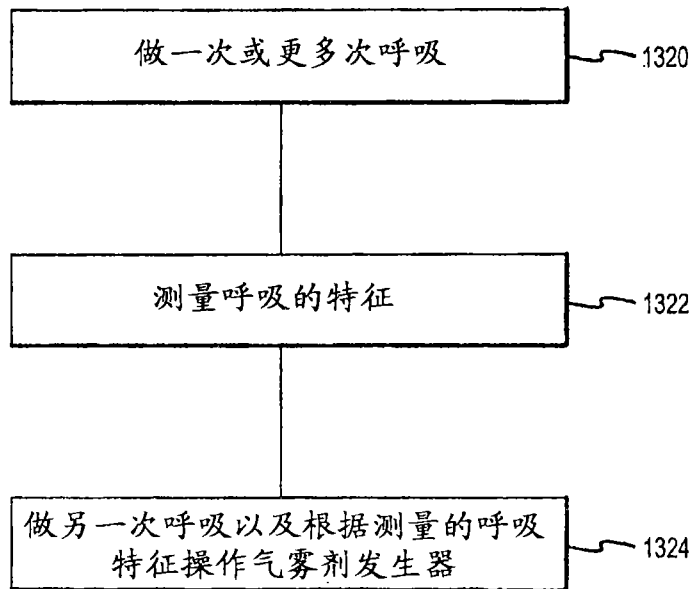 做一次或更多次呼吸
1320
测量呼吸的特征
1322
做另一次呼吸以及根据测量的呼吸
特征操作气雾剂发生器
1324